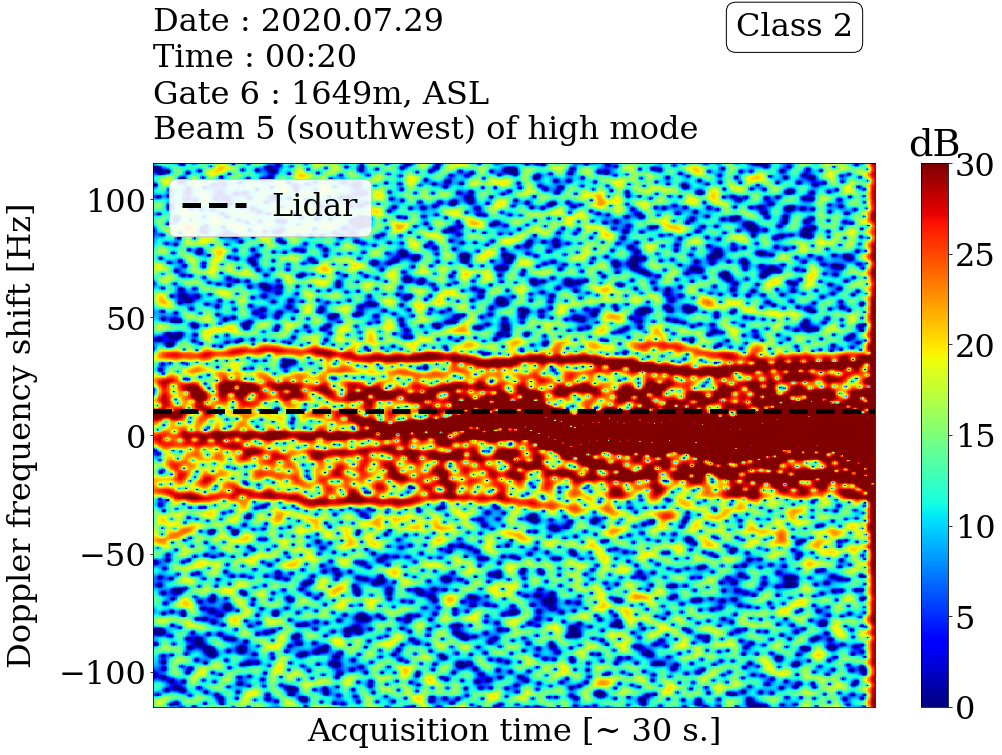 Date : 2020.07.29
Time : 00:20
Gate 6 : 1649m, ASL
Beam 5 (southwest) of high mode
Class 2
dB
Lidar
Doppler frequency shift [Hz]
100
50
0
−50
−100
Acquisition time [~ 30 s.]
30
25
20
15
10
5
0